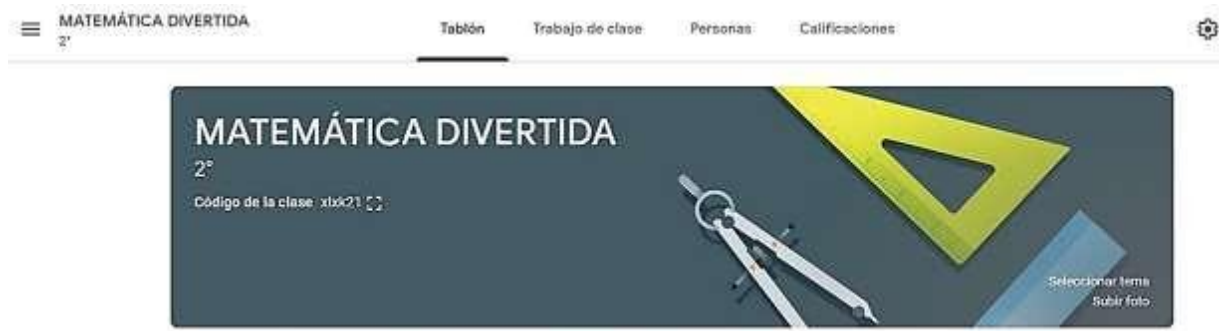 MATEMÁTICA DIVERTIDA
2°
Tablón
Trabajo de clase
Personas
Calificaciones
MATEMÁTICA DIVERTIDA
2°
Código de la clase
Seleccionar tema
Subir foto